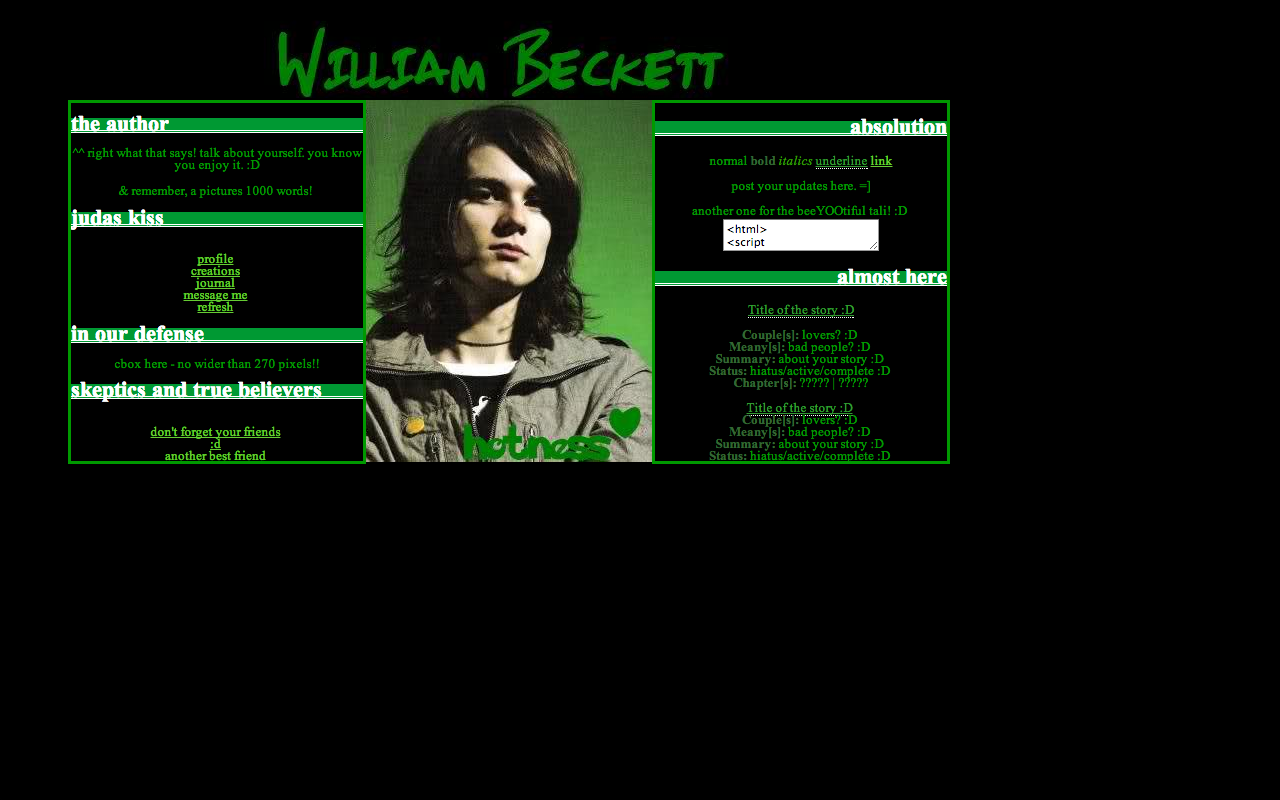 William Beckett
the author
^^ right what that says! talk about yourself. you know
you enjoy it. :D
& remember, a pictures 1000 words!
judas kiss
profile
creations
journal
message me
refresh
in our defense
cbox here - no wider than 270 pixels!!
skeptics and true believers
don't forget your friends
:d
another best friend
hotness
absolution
normal bold italics underline link
post your updates here. =]
another one for the beeYOOtiful tali! :D
<html>
<script
almost here
Title of the story :D
Couple[s]: lovers? :D
Meany[s]: bad people? :D
Summary: about your story :D
Status: hiatus/active/complete :D
Chapter[s]: ????? | ?????
Title of the story :D
Couple[s]: lovers? :D
Meany[s]: bad people? :D
Summary: about your story :D
Status: hiatus/active/complete :D